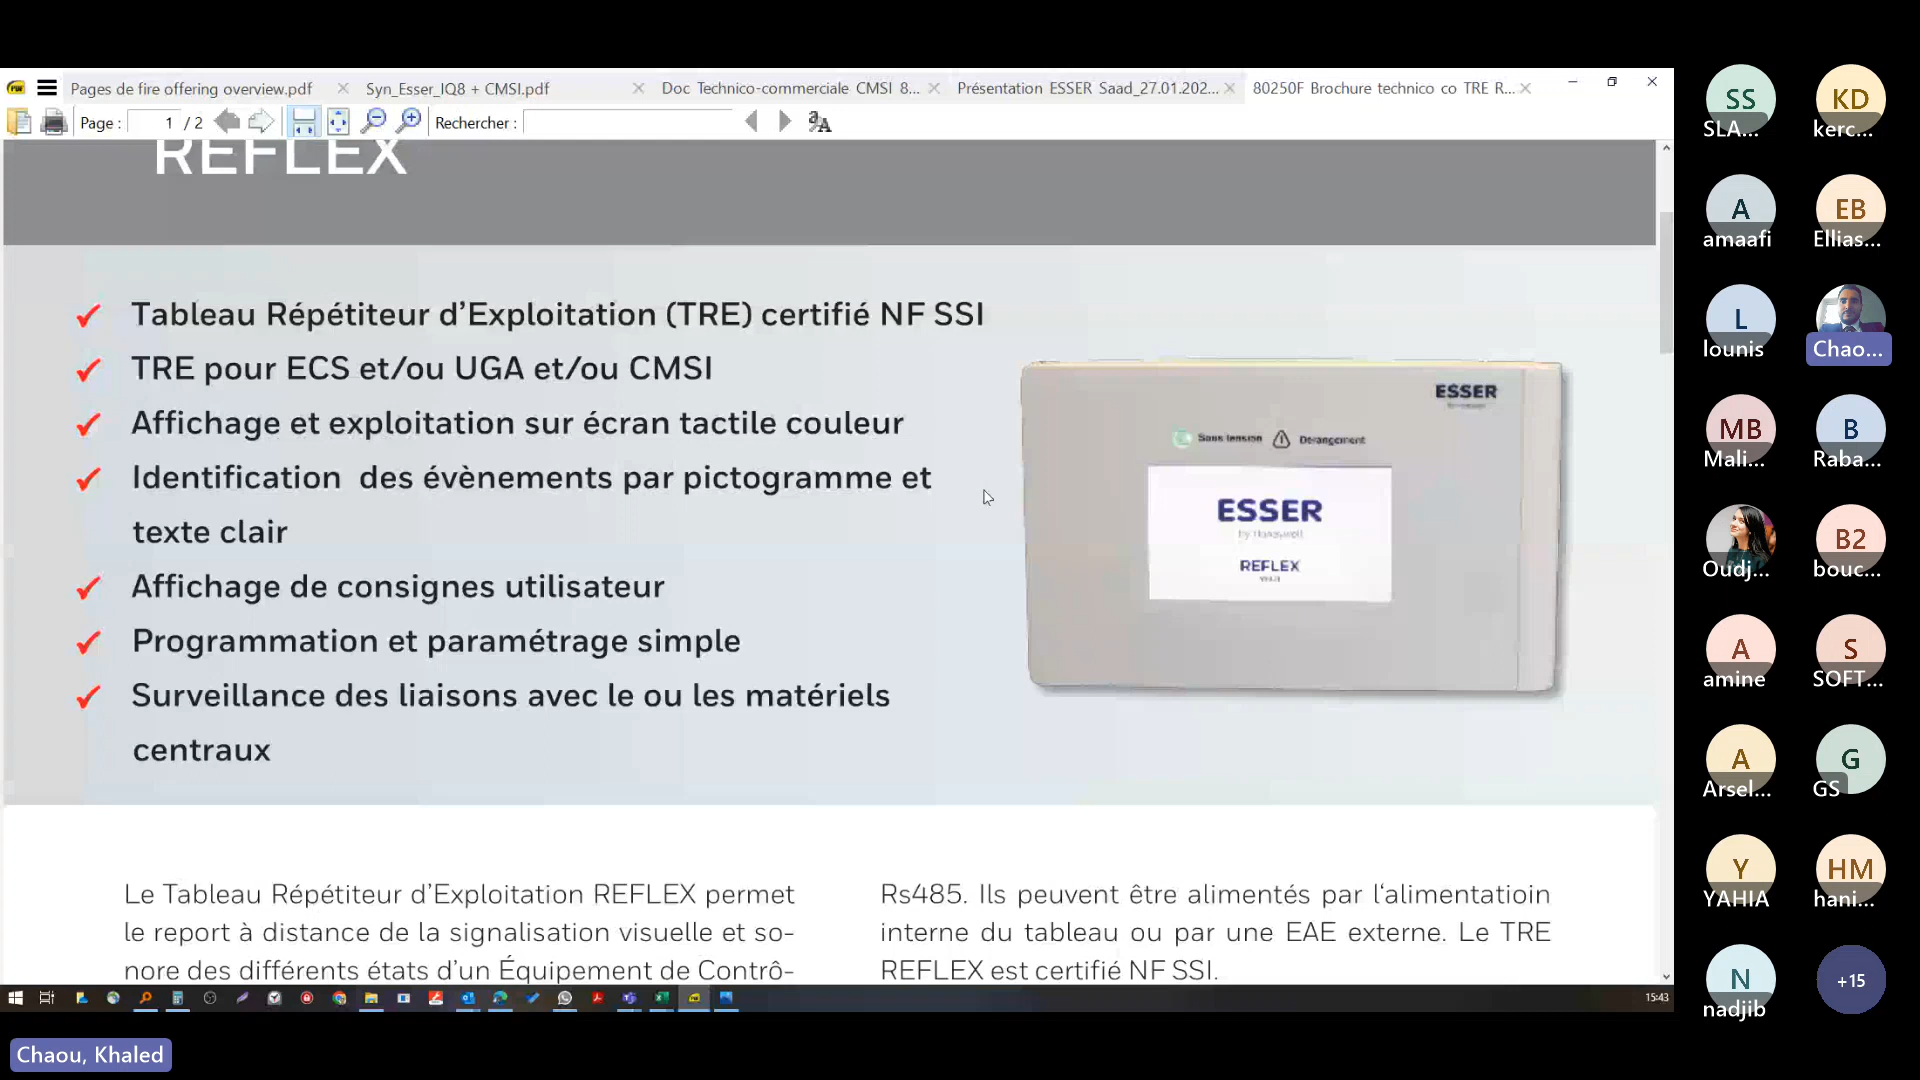 Pages de fire offering overview.pdf
Syn_Esser_IQ8 + CMSI.pdf
Doc Technico-commerciale CMSI 8...
Présentation ESSER Saad_27.01.202...
80250F Brochure technico co TRE R...
Page :
1 / 2
Rechercher :
REFLEX
Tableau Répétiteur d’Exploitation (TRE) certifié NF SSI
TRE pour ECS et/ou UGA et/ou CMSI
Affichage et exploitation sur écran tactile couleur
Identification des évènements par pictogramme et
texte clair
Affichage de consignes utilisateur
Programmation et paramétrage simple
Surveillance des liaisons avec le ou les matériels
centraux
ESSER
Sous tension
Dérangement
ESSER
by Honeywell
REFLEX
Le Tableau Répétiteur d’Exploitation REFLEX permet
le report à distance de la signalisation visuelle et so-
nore des différents états d’un Équipement de Contrô-
Rs485. Ils peuvent être alimentés par l‘alimentatioin
interne du tableau ou par une EAE externe. Le TRE
REFLEX est certifié NF SSI.
15:43
Chaou, Khaled
SS
SLA...
KD
kerc...
A
amaafi
EB
Ellias...
L
lounis
Chao...
MB
Mali...
B
Raba...
Oudj...
B2
bouc...
A
amine
S
SOFT...
A
Arsel...
G
GS
Y
YAHIA
HM
hani...
N
nadjib
+15